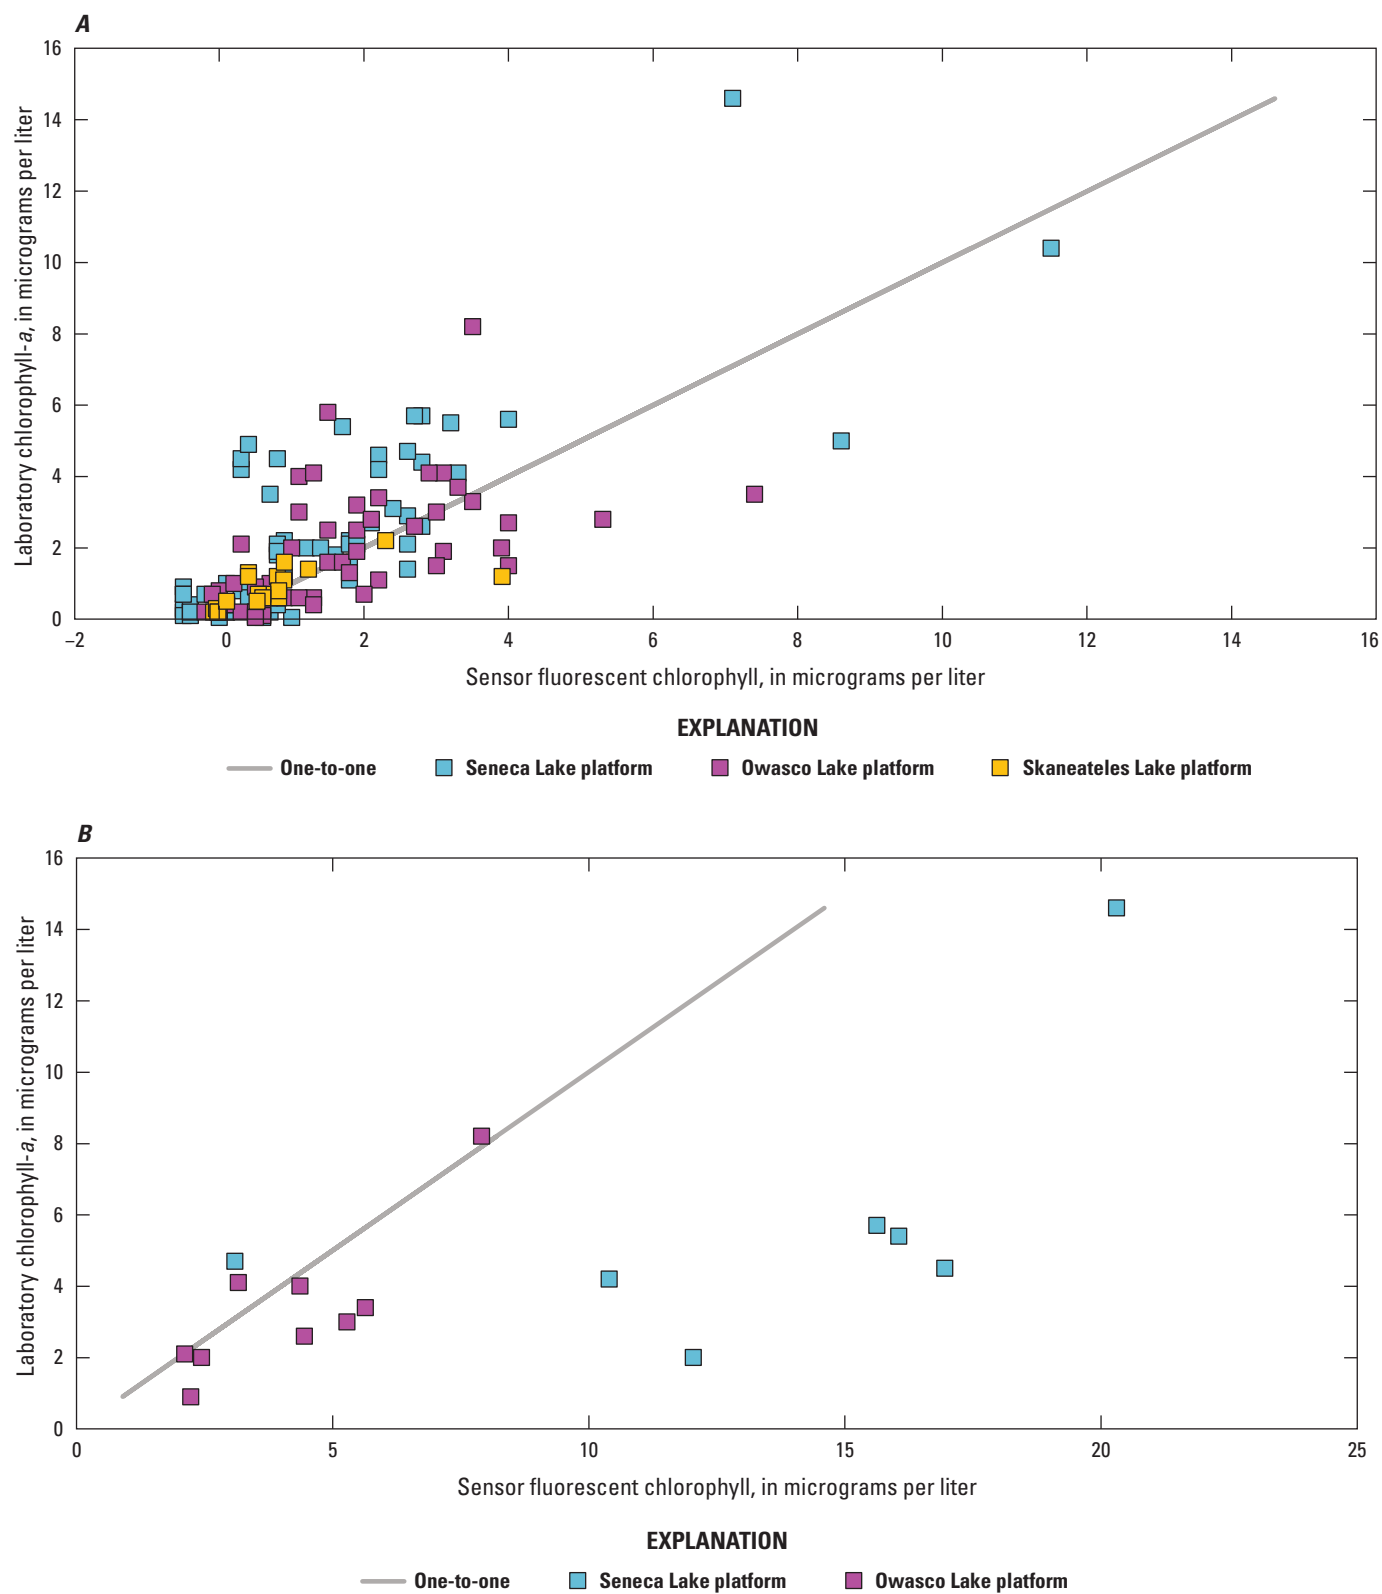 A
16
14
12
10
8
6
4
2
0
Laboratory chlorophyll-a, in micrograms per liter
–2 0 2 4 6 8 10 12 14 16
Sensor fluorescent chlorophyll, in micrograms per liter
EXPLANATION
One-to-one Seneca Lake platform Owasco Lake platform Skaneateles Lake platform
B
16
14
12
10
8
6
4
2
0
Laboratory chlorophyll-a, in micrograms per liter
0 5 10 15 20 25
Sensor fluorescent chlorophyll, in micrograms per liter
EXPLANATION
One-to-one Seneca Lake platform Owasco Lake platform